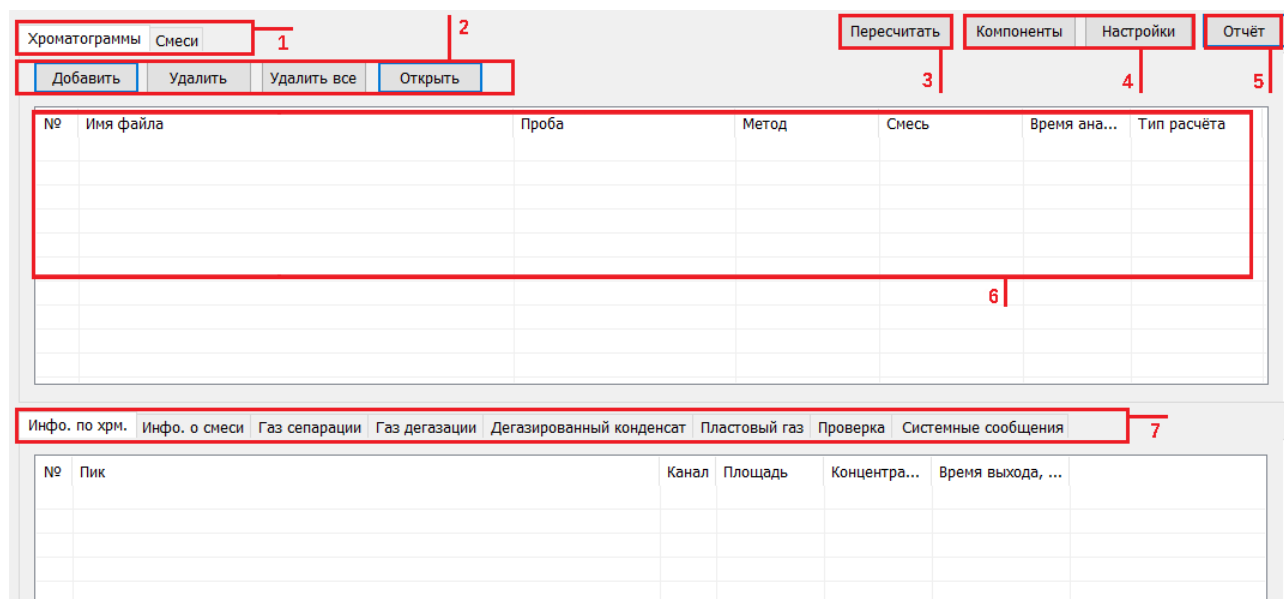 Хроматограммы Смеси 1 2 Пересчитать Компоненты Настройки Отчёт
Добавить Удалить Удалить все Открыть 3 4 5
№ Имя файла Проба Метод Смесь Время ана... Тип расчёта
6
Инфо. по хрм. Инфо. о смеси Газ сепарации Газ дегазации Дегазированный конденсат Пластовый газ Проверка Системные сообщения 7
№ Пик Канал Площадь Концентра... Время выхода, ...